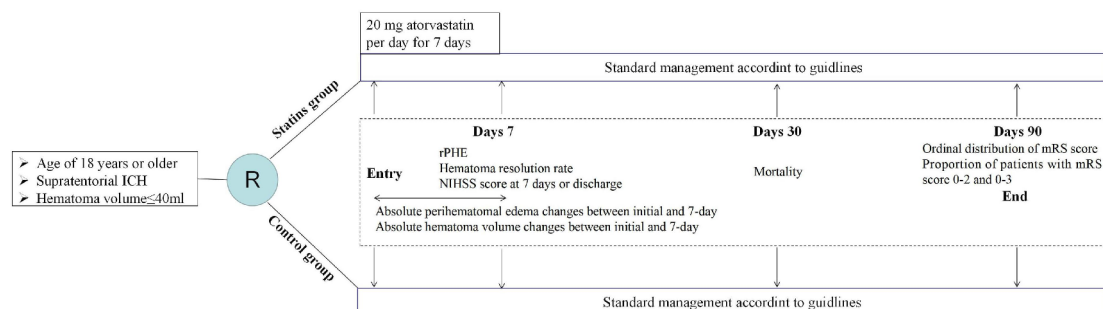 20 mg atorvastatin
per day for 7 days
Standard management accordint to guidlines
Statins group
➢ Age of 18 years or older
➢ Supratentorial ICH
➢ Hematoma volume≤40ml
R
Control group
Entry
Days 7
rPHE
Hematoma resolution rate
NIHSS score at 7 days or discharge
Absolute perihematomal edema changes between initial and 7-day
Absolute hematoma volume changes between initial and 7-day
Days 30
Mortality
Days 90
Ordinal distribution of mRS score
Proportion of patients with mRS
score 0-2 and 0-3
End
Standard management accordint to guidlines